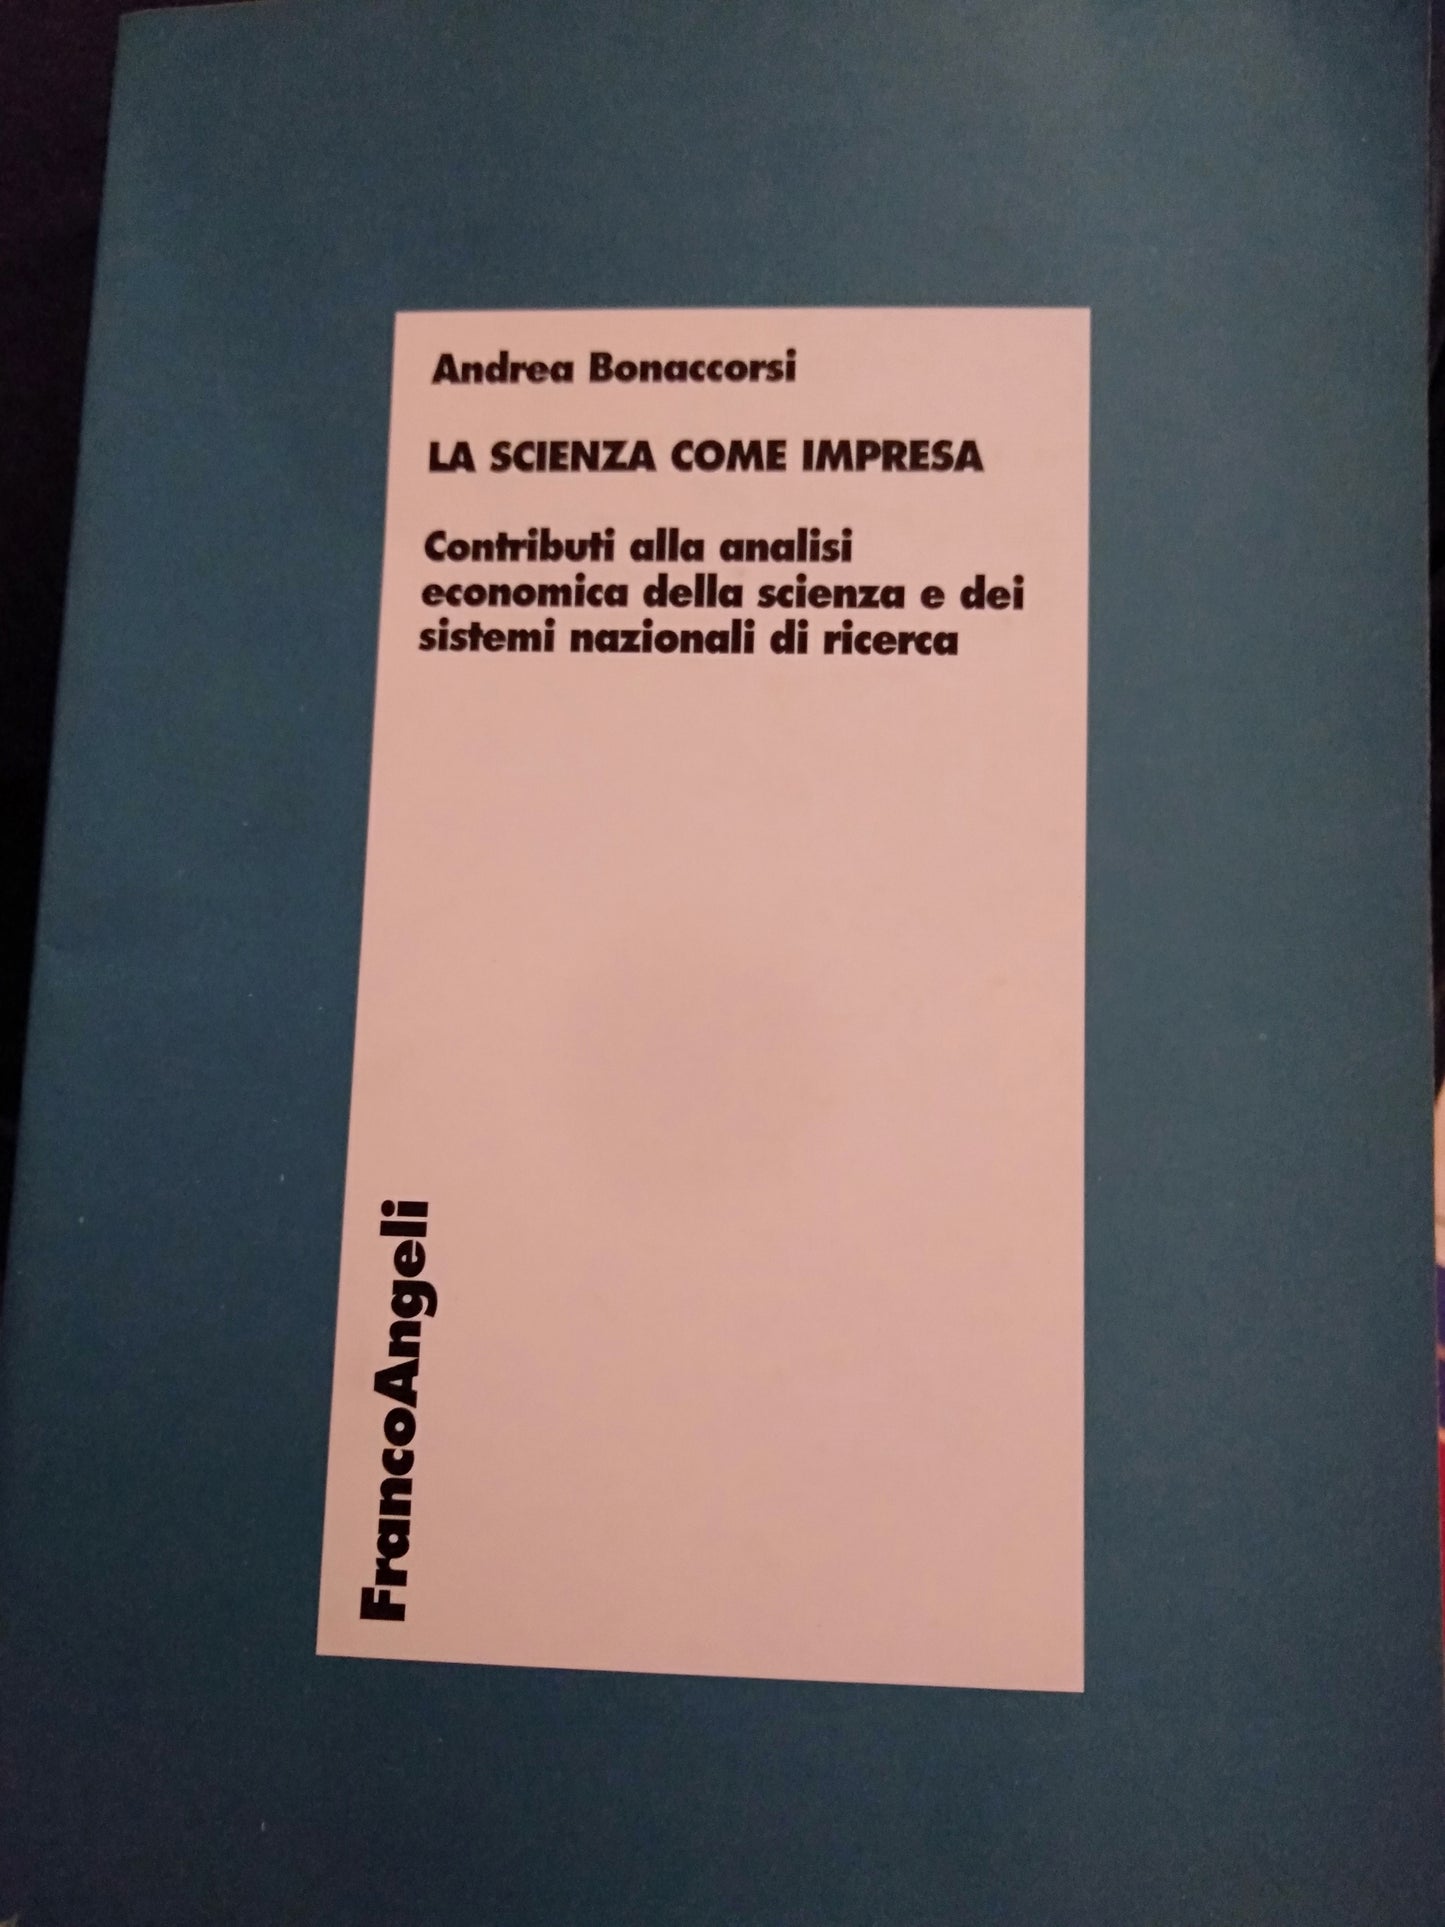 Andrea Bonaccorsi
LA SCIENZA COME IMPRESA
Contributi alla analisi
economica della scienza e dei
sistemi nazionali di ricerca
FrancoAngeli